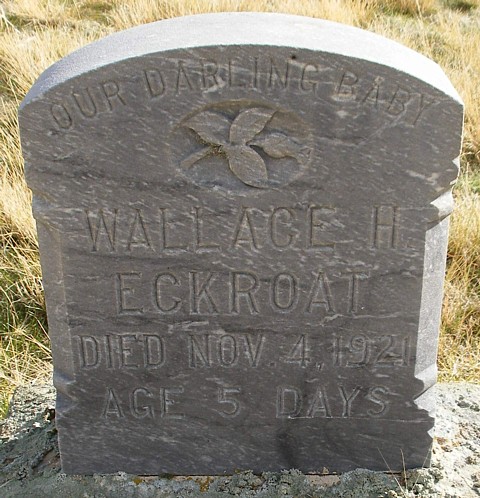 OUR DARLING BABY
WALLACE H.
ECKROAT
DIED NOV. 4, 1921
AGE 5 DAYS